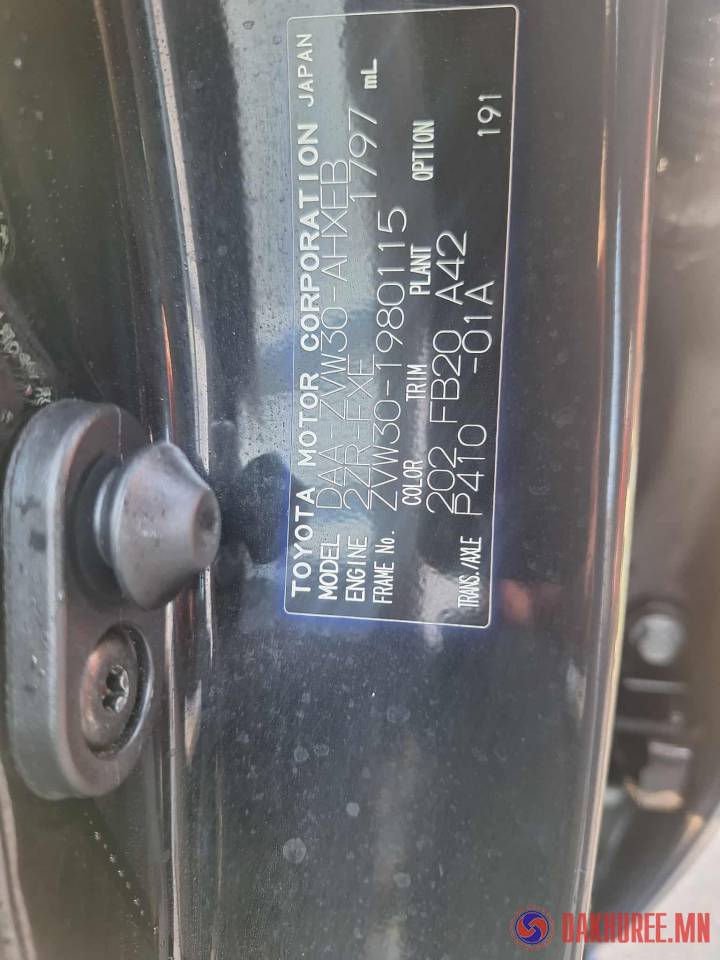 TOYOTA MOTOR CORPORATION JAPAN
MODEL DAA-ZVW30-AHXEB
ENGINE 2ZR-FXE 1797 mL
FRAME No. ZVW30-1980115
COLOR TRIM PLANT OPTION
202 FB20 A42
TRANS./AXLE P410 -01A 191
DAKHUREE.MN